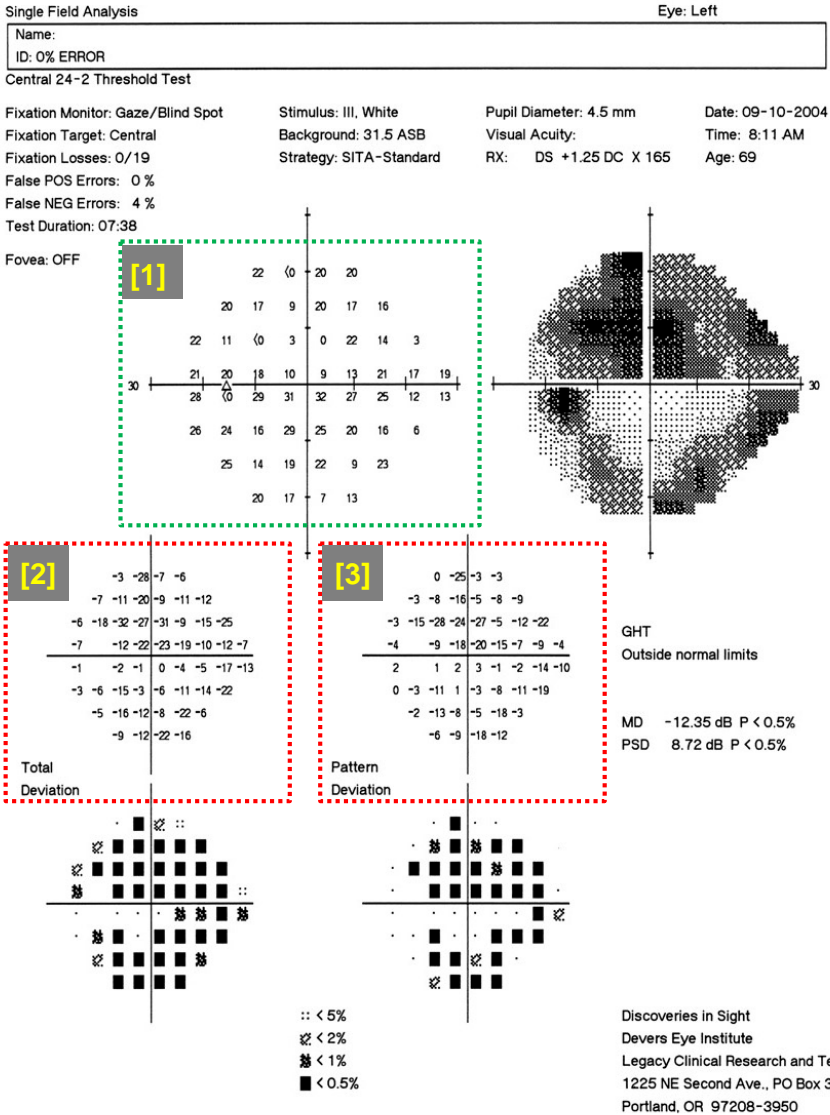 Single Field Analysis Eye: Left
Name:
ID: 0% ERROR
Central 24-2 Threshold Test
Fixation Monitor: Gaze/Blind Spot Stimulus: III, White Pupil Diameter: 4.5 mm Date: 09-10-2004
Fixation Target: Central Background: 31.5 ASB Visual Acuity: Time: 8:11 AM
Fixation Losses: 0/19 Strategy: SITA-Standard RX: DS +1.25 DC X 165 Age: 69
False POS Errors: 0 %
False NEG Errors: 4 %
Test Duration: 07:38
Fovea: OFF
[1]
22 (0 20 20
20 17 9 20 17 16
22 11 (0 3 0 22 14 3
21 20 18 10 9 13 21 17 19
30 30
28 (0 29 31 32 27 25 12 13
26 24 16 29 25 20 16 6
25 14 19 22 9 23
20 17 7 13
[2] [3]
-3 -28 -7 -6 0 -25 -3 -3
-7 -11 -20 -9 -11 -12 -3 -8 -16 -5 -8 -9
-6 -18 -32 -27 -31 -9 -15 -25 -3 -15 -28 -24 -27 -5 -12 -22
-7 -12 -22 -23 -19 -10 -12 -7 -4 -9 -18 -20 -15 -7 -9 -4
-1 -2 -1 0 -4 -5 -17 -13 2 1 2 3 -1 -2 -14 -10
-3 -6 -15 -3 -6 -11 -14 -22 0 -3 -11 1 -3 -8 -11 -19
-5 -16 -12 -8 -22 -6 -2 -13 -8 -5 -18 -3
-9 -12 -22 -16 -6 -9 -18 -12
GHT
Outside normal limits
MD -12.35 dB P < 0.5%
PSD 8.72 dB P < 0.5%
Total Pattern
Deviation Deviation
< 5%
< 2%
< 1%
< 0.5%
Discoveries in Sight
Devers Eye Institute
Legacy Clinical Research and Te
1225 NE Second Ave., PO Box 3
Portland, OR 97208-3950